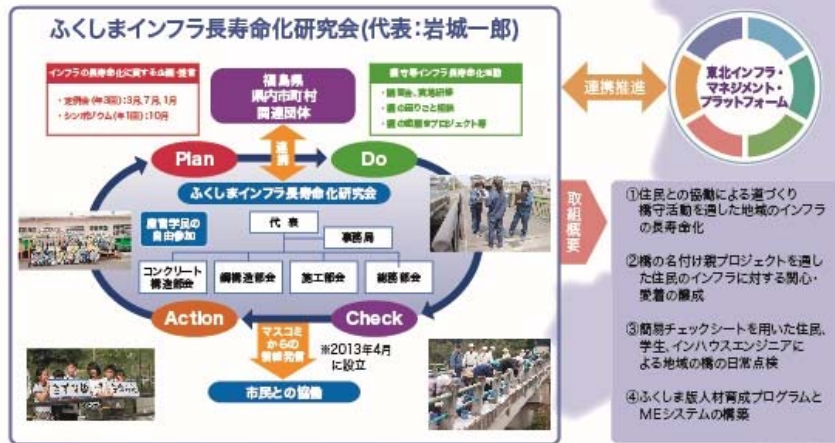 ふくしまインフラ長寿命化研究会(代表:岩城一郎)
インフラの長寿命化に関する企画・提言
・定例会(年3回):3月、7月、1月
・シンポジウム(年1回):10月
福島県
県内市町村
関連団体
橋守等インフラ長寿命化活動
・講習会、実地研修
・橋の困りごと相談
・橋の歯磨きプロジェクト等
連携推進
東北インフラ・
マネジメント・
プラットフォーム
Plan
連携
Do
ふくしまインフラ長寿命化研究会
産官学民の
自由参加
代表
事務局
コンクリート
構造部会
鋼構造部会
施工部会
総務部会
Action
Check
マスコミ
からの
情報発信
※2013年4月
に設立
市民との協働
取組概要
①住民との協働による道づくり
橋守活動を通した地域のインフラ
の長寿命化
②橋の名付け親プロジェクトを通し
た住民のインフラに対する関心・
愛着の醸成
③簡易チェックシートを用いた住民、
学生、インハウスエンジニアに
よる地域の橋の日常点検
④ふくしま版人材育成プログラムと
MEシステムの構築